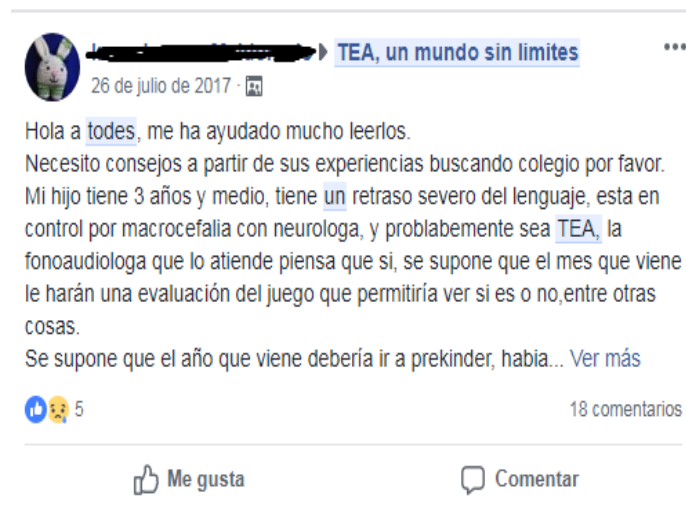 TEA, un mundo sin limites
26 de julio de 2017 ·
Hola a todes, me ha ayudado mucho leerlos.
Necesito consejos a partir de sus experiencias buscando colegio por favor.
Mi hijo tiene 3 años y medio, tiene un retraso severo del lenguaje, esta en
control por macrocefalia con neurologa, y problabemente sea TEA, la
fonoaudiologa que lo atiende piensa que si, se supone que el mes que viene
le harán una evaluación del juego que permitiría ver si es o no,entre otras
cosas.
Se supone que el año que viene debería ir a prekinder, habia... Ver más
5
18 comentarios
Me gusta
Comentar